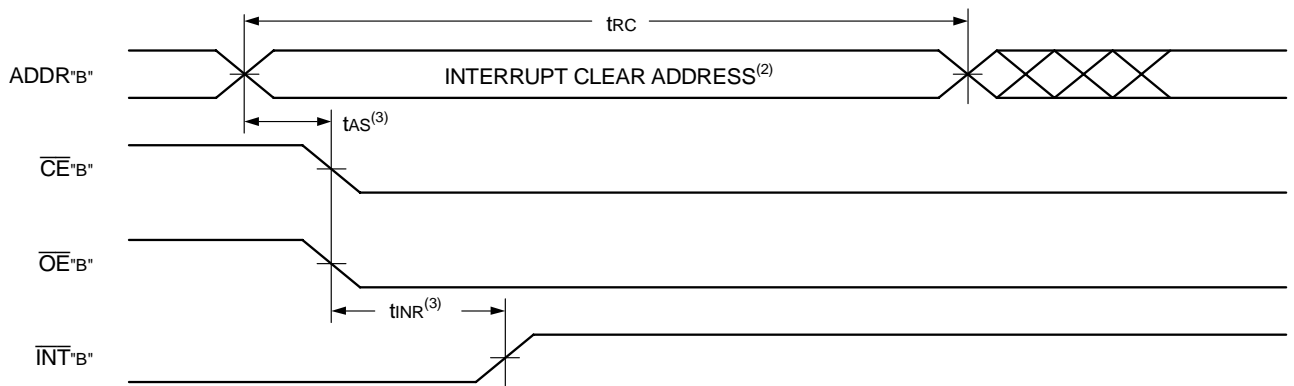 tRC
ADDR"B" INTERRUPT CLEAR ADDRESS(2)
tAS(3)
CE"B"
OE"B"
tINR(3)
INT"B"